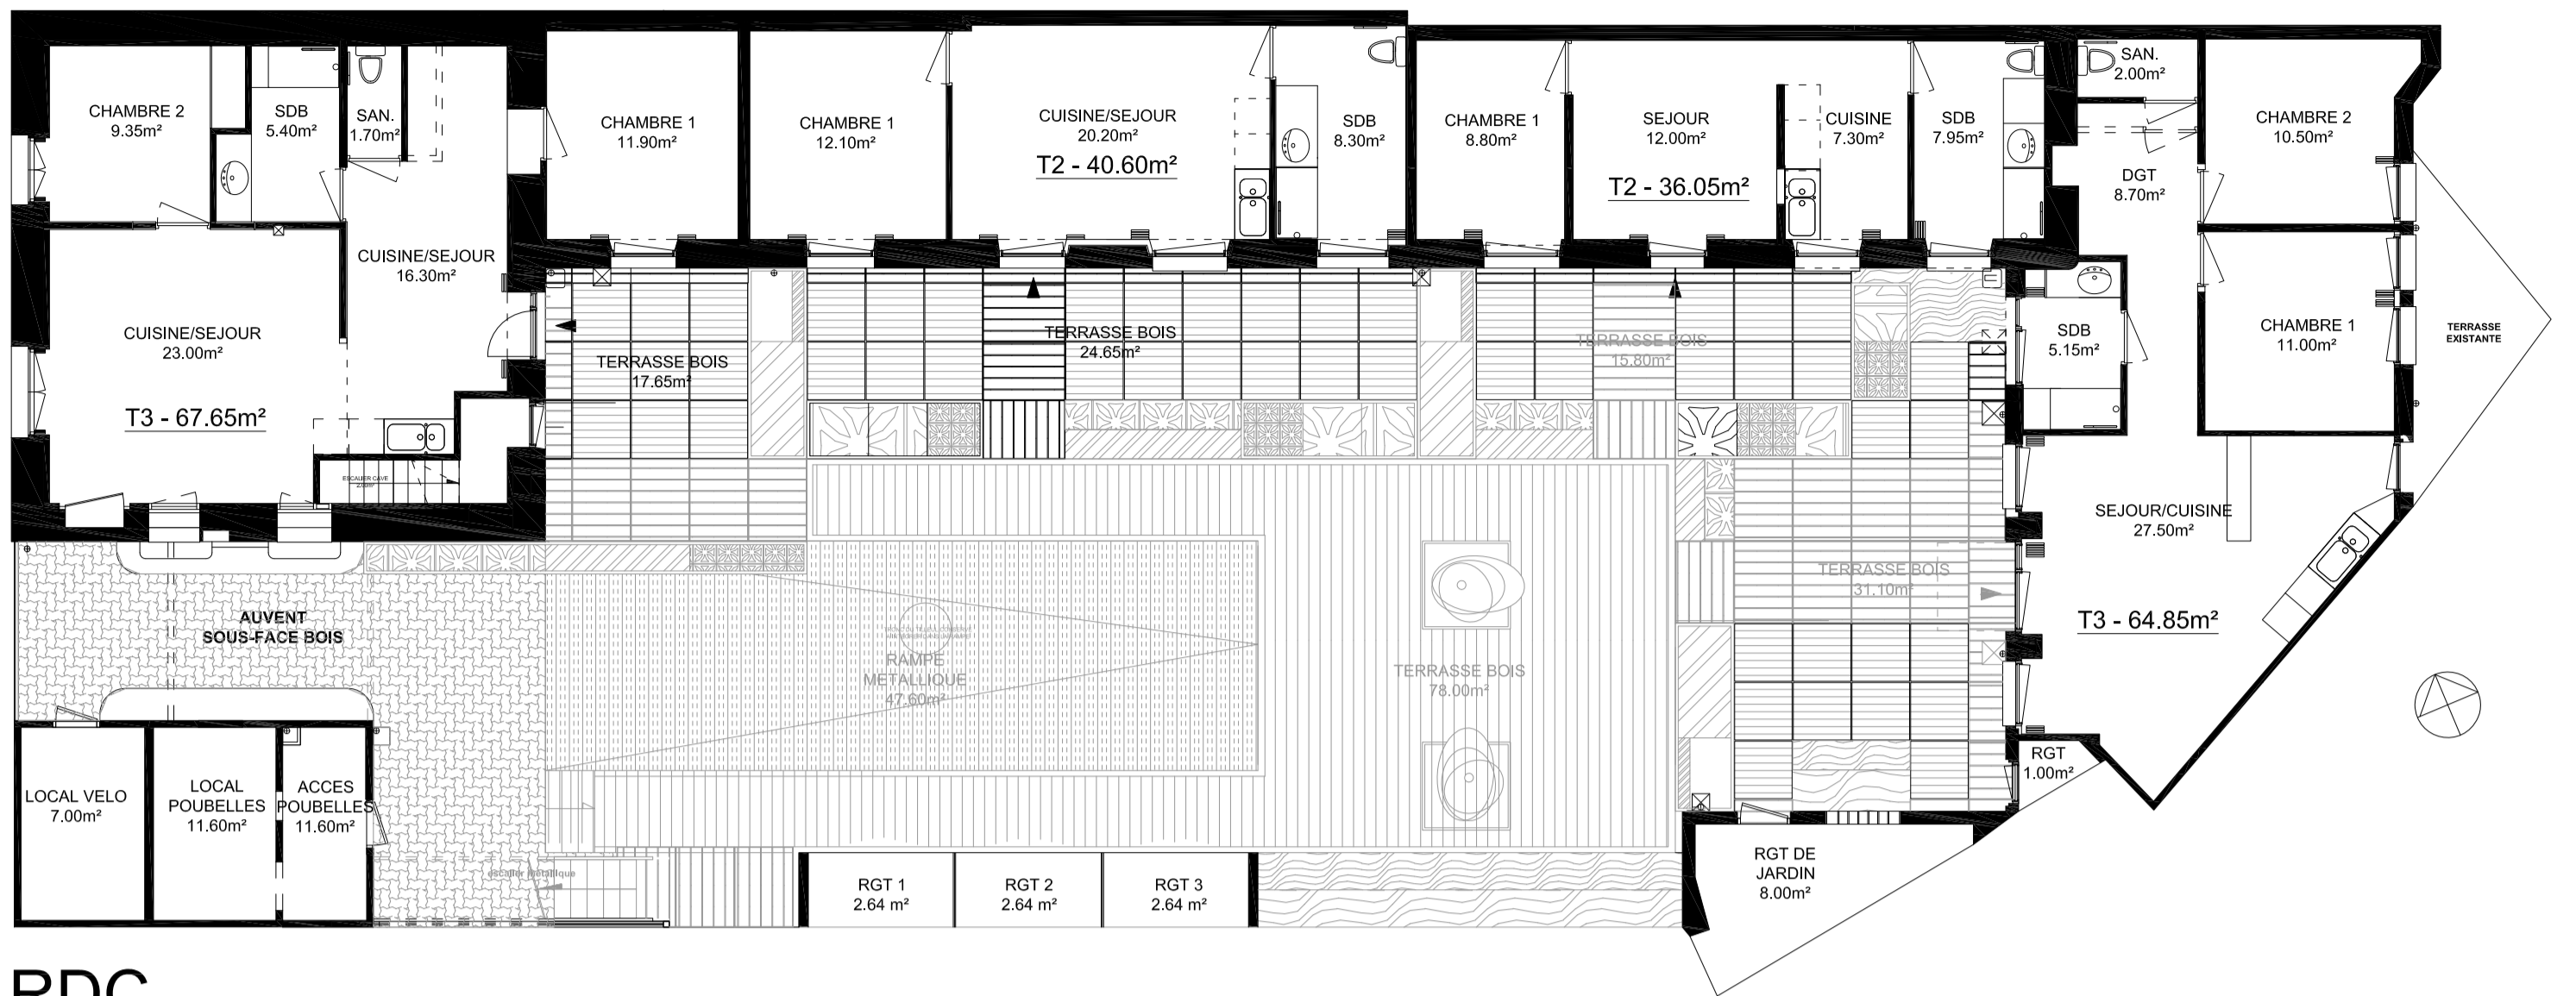 CHAMBRE 2
9.35m²
SDB
5.40m²
SAN.
1.70m²
CHAMBRE 1
11.90m²
CHAMBRE 1
12.10m²
CUISINE/SEJOUR
20.20m²
T2 - 40.60m²
SDB
8.30m²
CHAMBRE 1
8.80m²
SEJOUR
12.00m²
T2 - 36.05m²
CUISINE
7.30m²
SDB
7.95m²
SAN.
2.00m²
DGT
8.70m²
CHAMBRE 2
10.50m²
CUISINE/SEJOUR
16.30m²
CUISINE/SEJOUR
23.00m²
T3 - 67.65m²
ESCALIER CAVE
TERRASSE BOIS
17.65m²
TERRASSE BOIS
24.65m²
TERRASSE BOIS
15.80m²
SDB
5.15m²
CHAMBRE 1
11.00m²
TERRASSE
EXISTANTE
SEJOUR/CUISINE
27.50m²
T3 - 64.85m²
TERRASSE BOIS
31.10m²
AUVENT
SOUS-FACE BOIS
RAMPE
METALLIQUE
47.60m²
TERRASSE BOIS
78.00m²
RGT
1.00m²
LOCAL VELO
7.00m²
LOCAL
POUBELLES
11.60m²
ACCES
POUBELLES
11.60m²
escalier métallique
RGT 1
2.64 m²
RGT 2
2.64 m²
RGT 3
2.64 m²
RGT DE
JARDIN
8.00m²
RDC